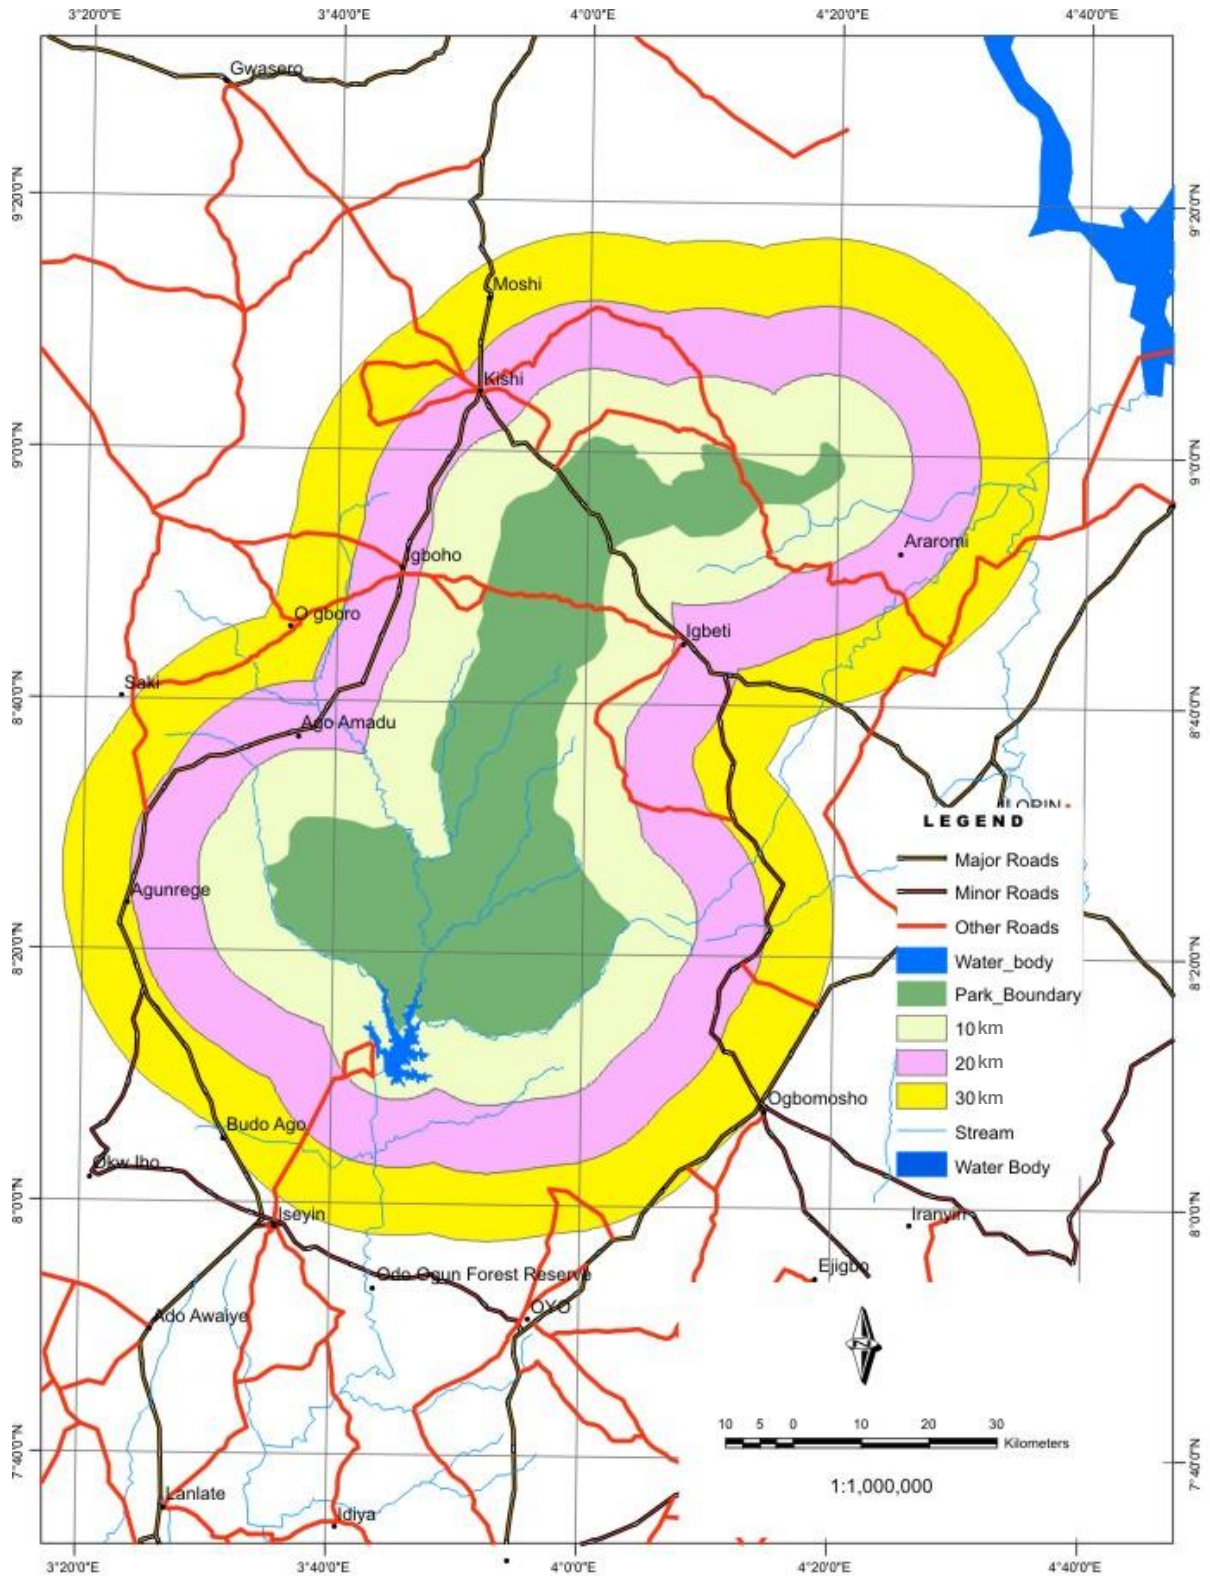 3°20'0"E 3°40'0"E 4°0'0"E 4°20'0"E 4°40'0"E
Gwasero
9°20'0"N 9°20'0"N
Moshi
Kishi
9°0'0"N 9°0'0"N
Araromi
Igboho
O gboro
Igbeti
Saki
8°40'0"N 8°40'0"N
Ago Amadu
ILORIN
LEGEND
Major Roads
Agunrege
Minor Roads
Other Roads
8°20'0"N 8°20'0"N
Water_body
Park_Boundary
10 km
20 km
30 km
Ogbomosho
Budo Ago
Stream
Okw Iho
Water Body
8°0'0"N 8°0'0"N
Iseyin
Iranyin
Ejigbo
Odo Ogun Forest Reserve
OYO
Ado Awaiye
N
10 5 0 10 20 30
Kilometers
7°40'0"N 7°40'0"N
1:1,000,000
Lanlate
Idiya
3°20'0"E 3°40'0"E 4°0'0"E 4°20'0"E 4°40'0"E